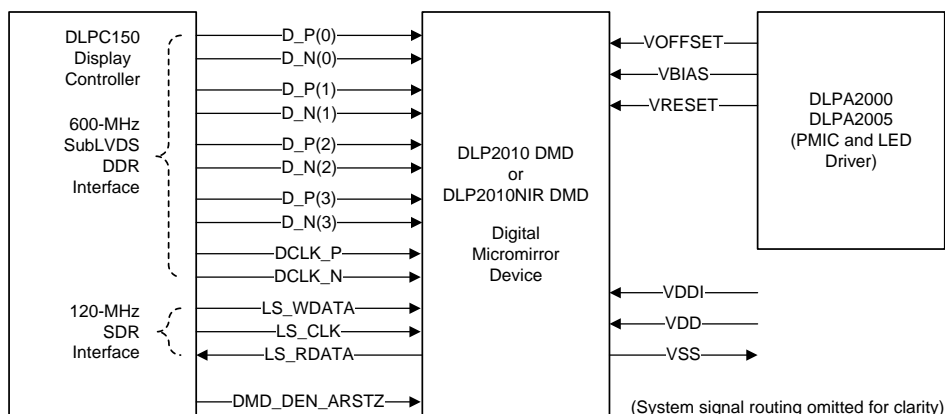 DLPC150
Display
Controller
600-MHz
SubLVDS
DDR
Interface
120-MHz
SDR
Interface
D_P(0)
D_N(0)
D_P(1)
D_N(1)
D_P(2)
D_N(2)
D_P(3)
D_N(3)
DCLK_P
DCLK_N
LS_WDATA
LS_CLK
LS_RDATA
DMD_DEN_ARSTZ
DLP2010 DMD
or
DLP2010NIR DMD
Digital
Micromirror
Device
VOFFSET
VBIAS
VRESET
VDDI
VDD
VSS
DLPA2000
DLPA2005
(PMIC and LED
Driver)
(System signal routing omitted for clarity)